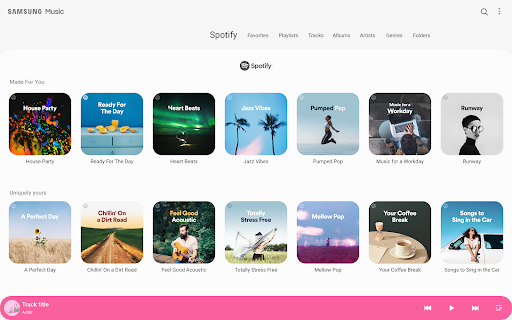 SAMSUNG Music
Spotify Favorites Playlists Tracks Albums Artists Genres Folders
Spotify
Made For You
House Party
Ready For
The Day
Heart Beats
Jazz Vibes
Pumped Pop
Music for a
Workday
Runway
House Party Ready For The Day Heart Beats Jazz Vibes Pumped Pop Music for a Workday Runway
Uniquely yours
A Perfect Day
Chillin' On
a Dirt Road
Feel Good
Acoustic
Totally
Stress Free
Mellow Pop
Your Coffee
Break
Songs to
Sing in the Car
A Perfect Day Chillin' On a Dirt Road Feel Good Acoustic Totally Stress Free Mellow Pop Your Coffee Break Songs to Sing in the Car
Track title
Artist